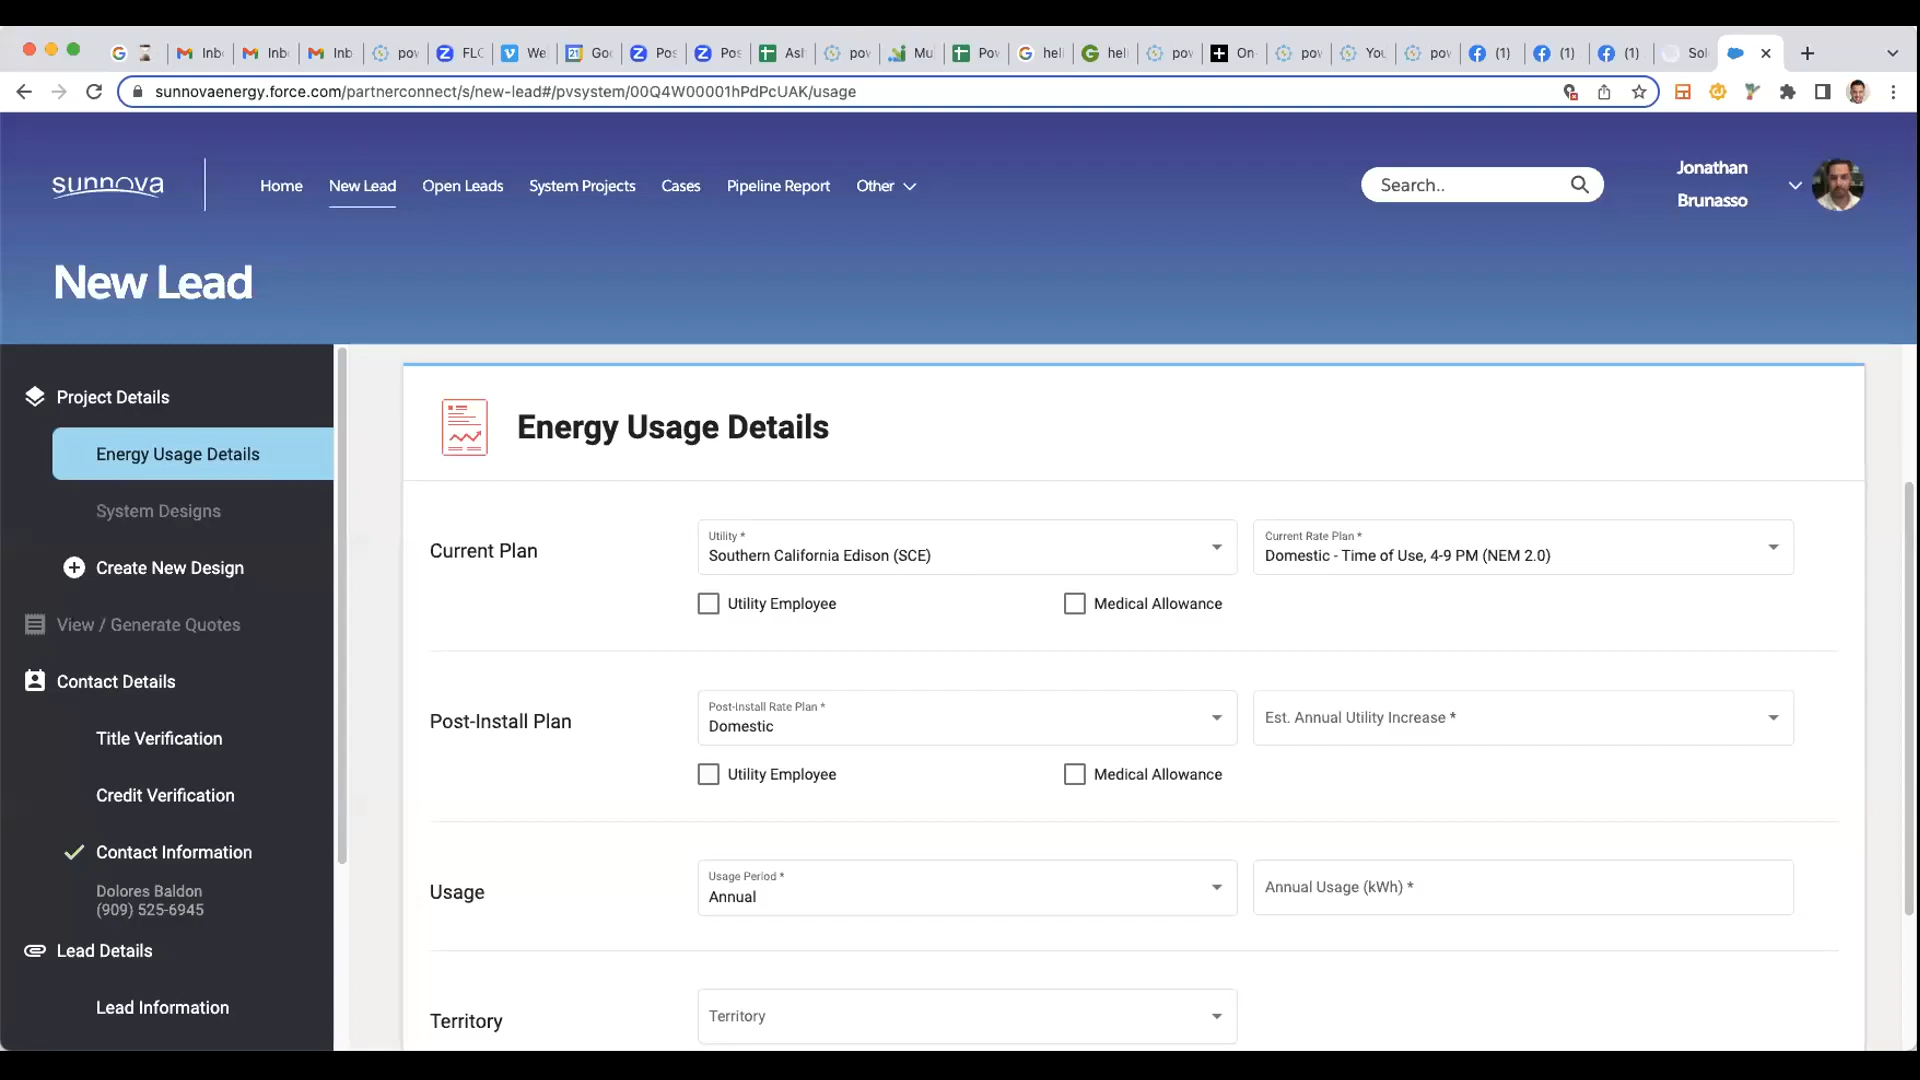 Inb
Inb
Inb
pov
FLC
We
Goc
Pos
Pos
Ash
pov
Mu
Pov
heli
heli
pov
On-
pov
You
pov
(1)
(1)
(1)
Sol
sunnovaenergy.force.com/partnerconnect/s/new-lead#/pvsystem/00Q4W00001hPdPcUAK/usage
sunnova
Home
New Lead
Open Leads
System Projects
Cases
Pipeline Report
Other
Search..
Jonathan
Brunasso
New Lead
Project Details
Energy Usage Details
System Designs
Create New Design
View / Generate Quotes
Contact Details
Title Verification
Credit Verification
Contact Information
Dolores Baldon
(909) 525-6945
Lead Details
Lead Information
Energy Usage Details
Current Plan
Utility *
Southern California Edison (SCE)
Current Rate Plan *
Domestic - Time of Use, 4-9 PM (NEM 2.0)
Utility Employee
Medical Allowance
Post-Install Plan
Post-Install Rate Plan *
Domestic
Est. Annual Utility Increase *
Utility Employee
Medical Allowance
Usage
Usage Period *
Annual
Annual Usage (kWh) *
Territory
Territory